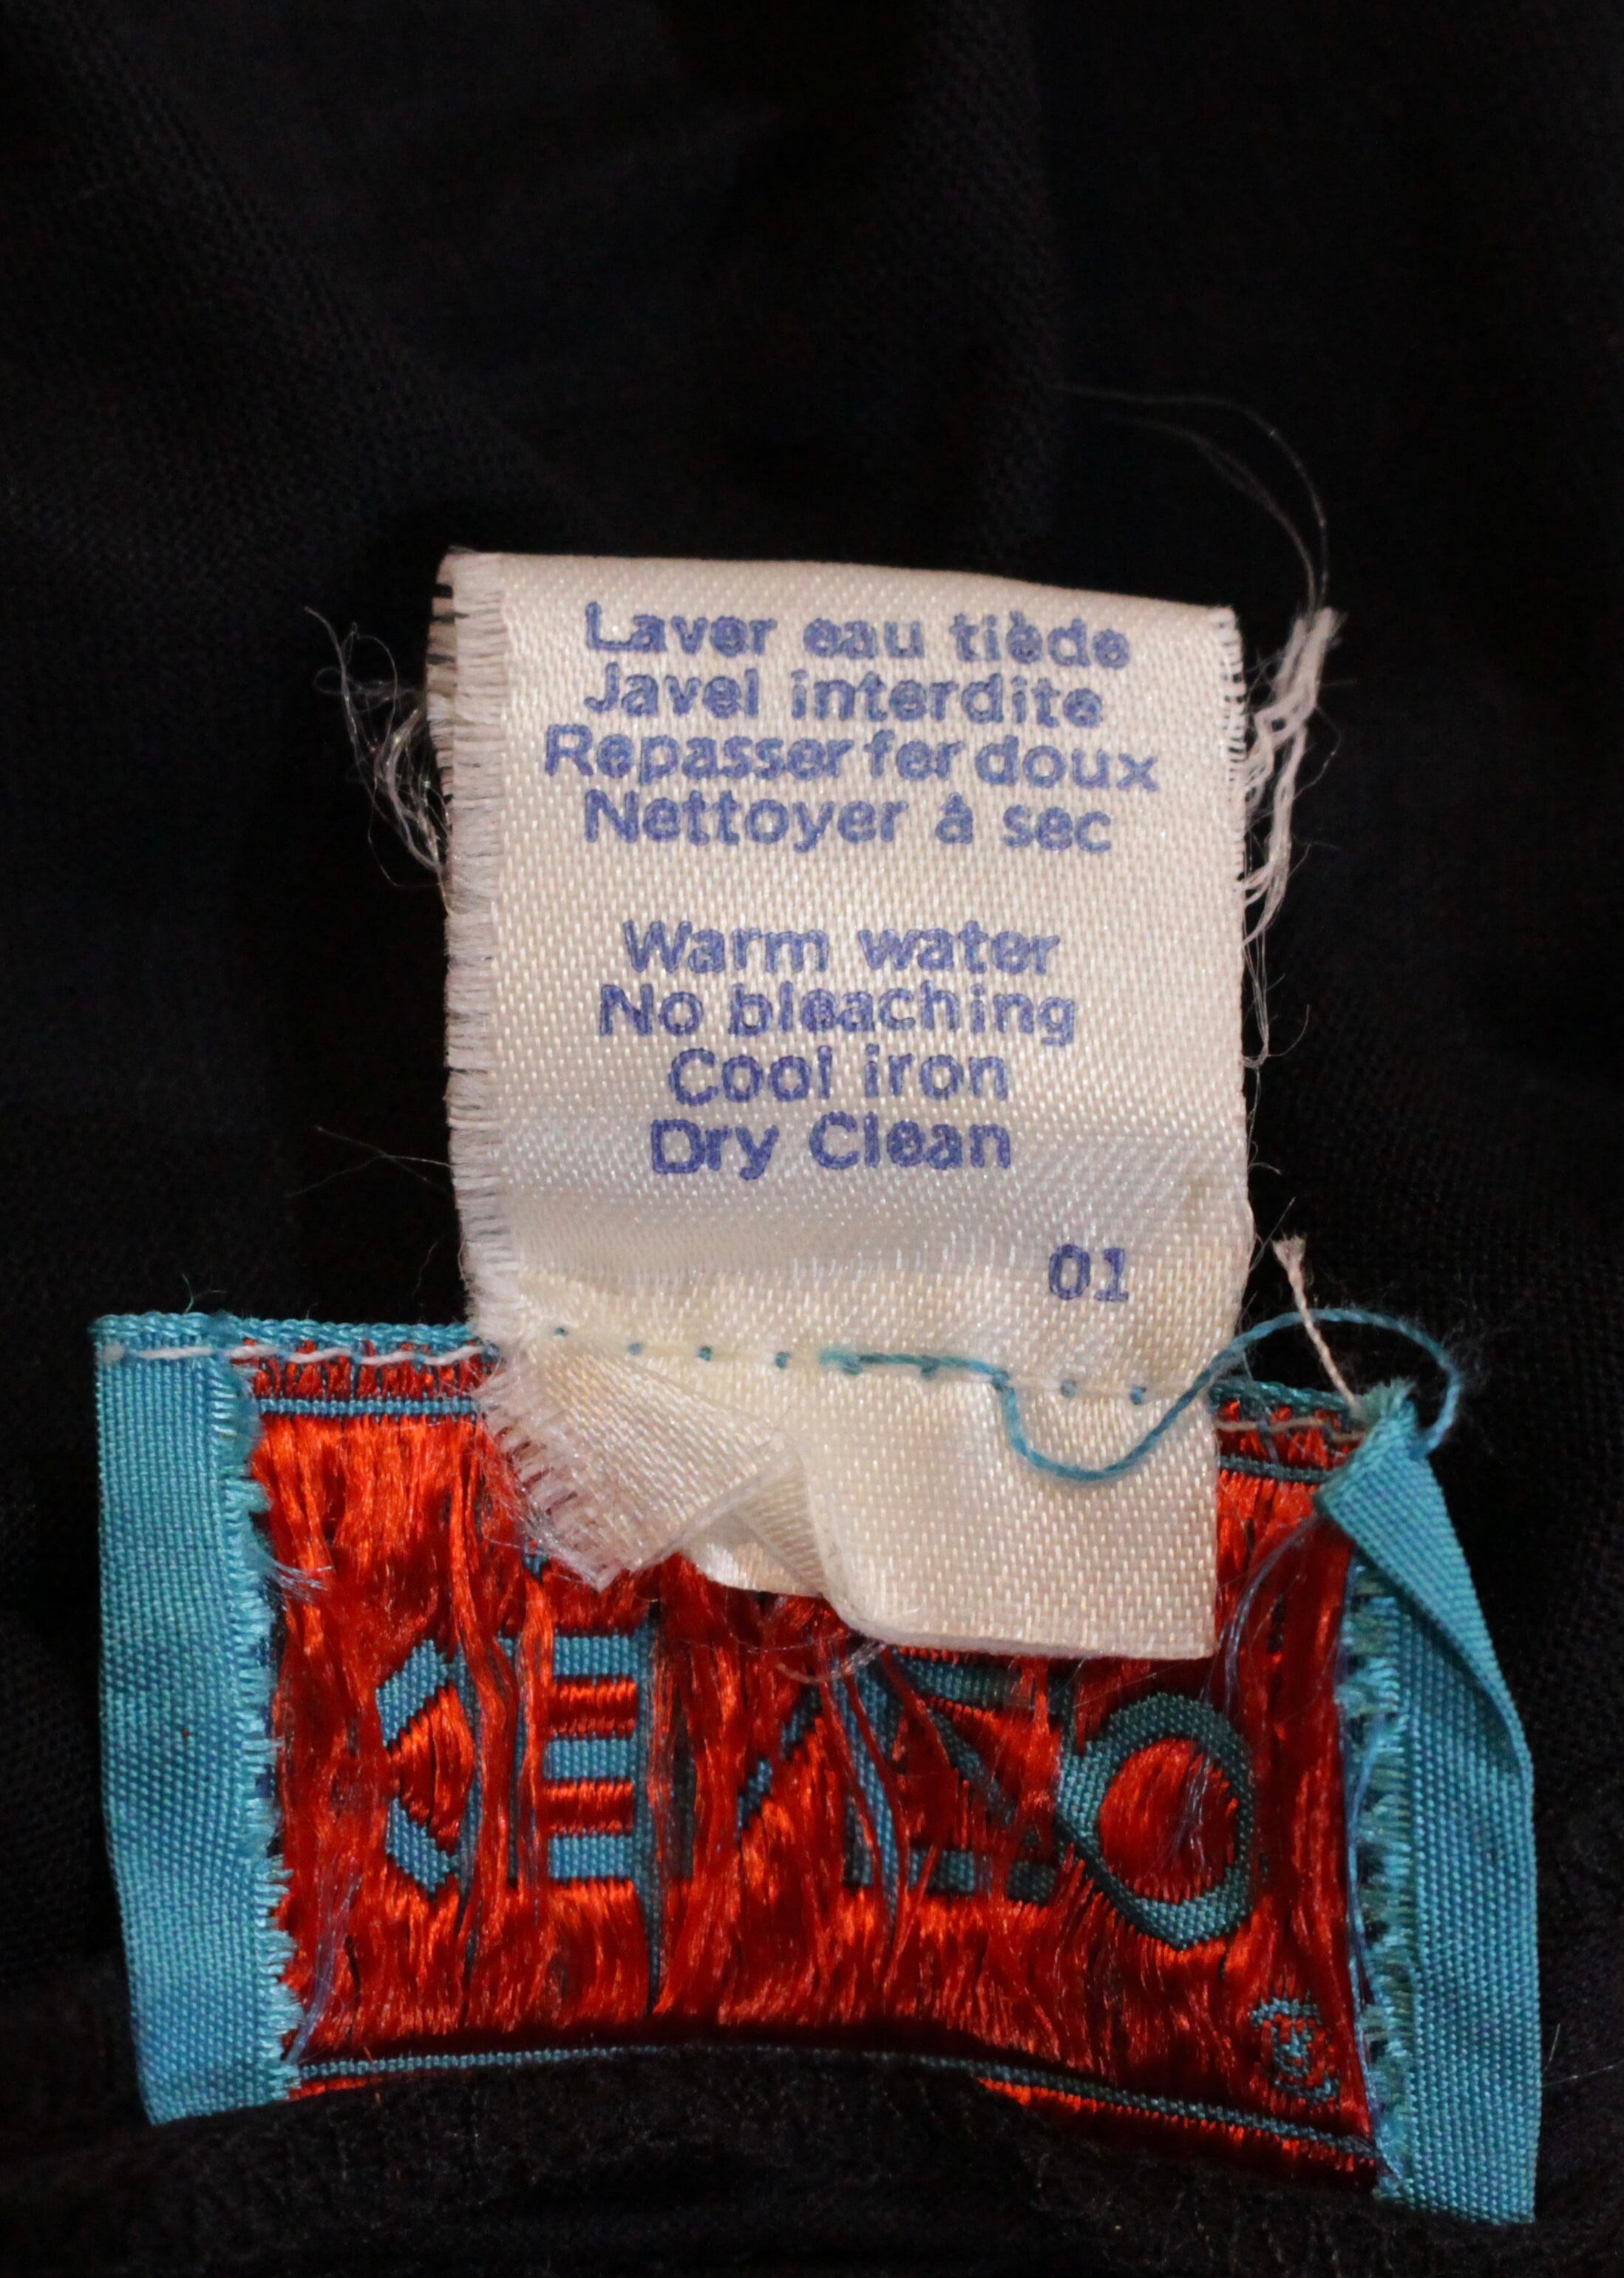 Laver eau tiède
Javel interdite
Repasser fer doux
Nettoyer à sec
Warm water
No bleaching
Cool iron
Dry Clean
01